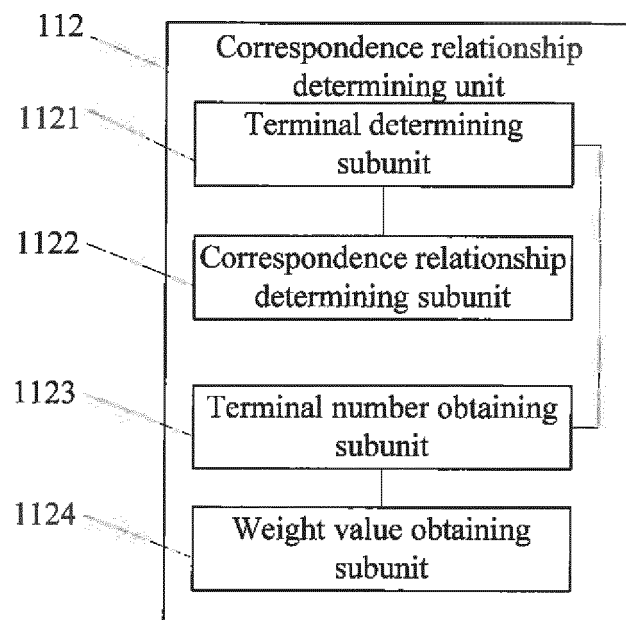 112
Correspondence relationship
determining unit
1121
Terminal determining
subunit
1122
Correspondence relationship
determining subunit
1123
Terminal number obtaining
subunit
1124
Weight value obtaining
subunit